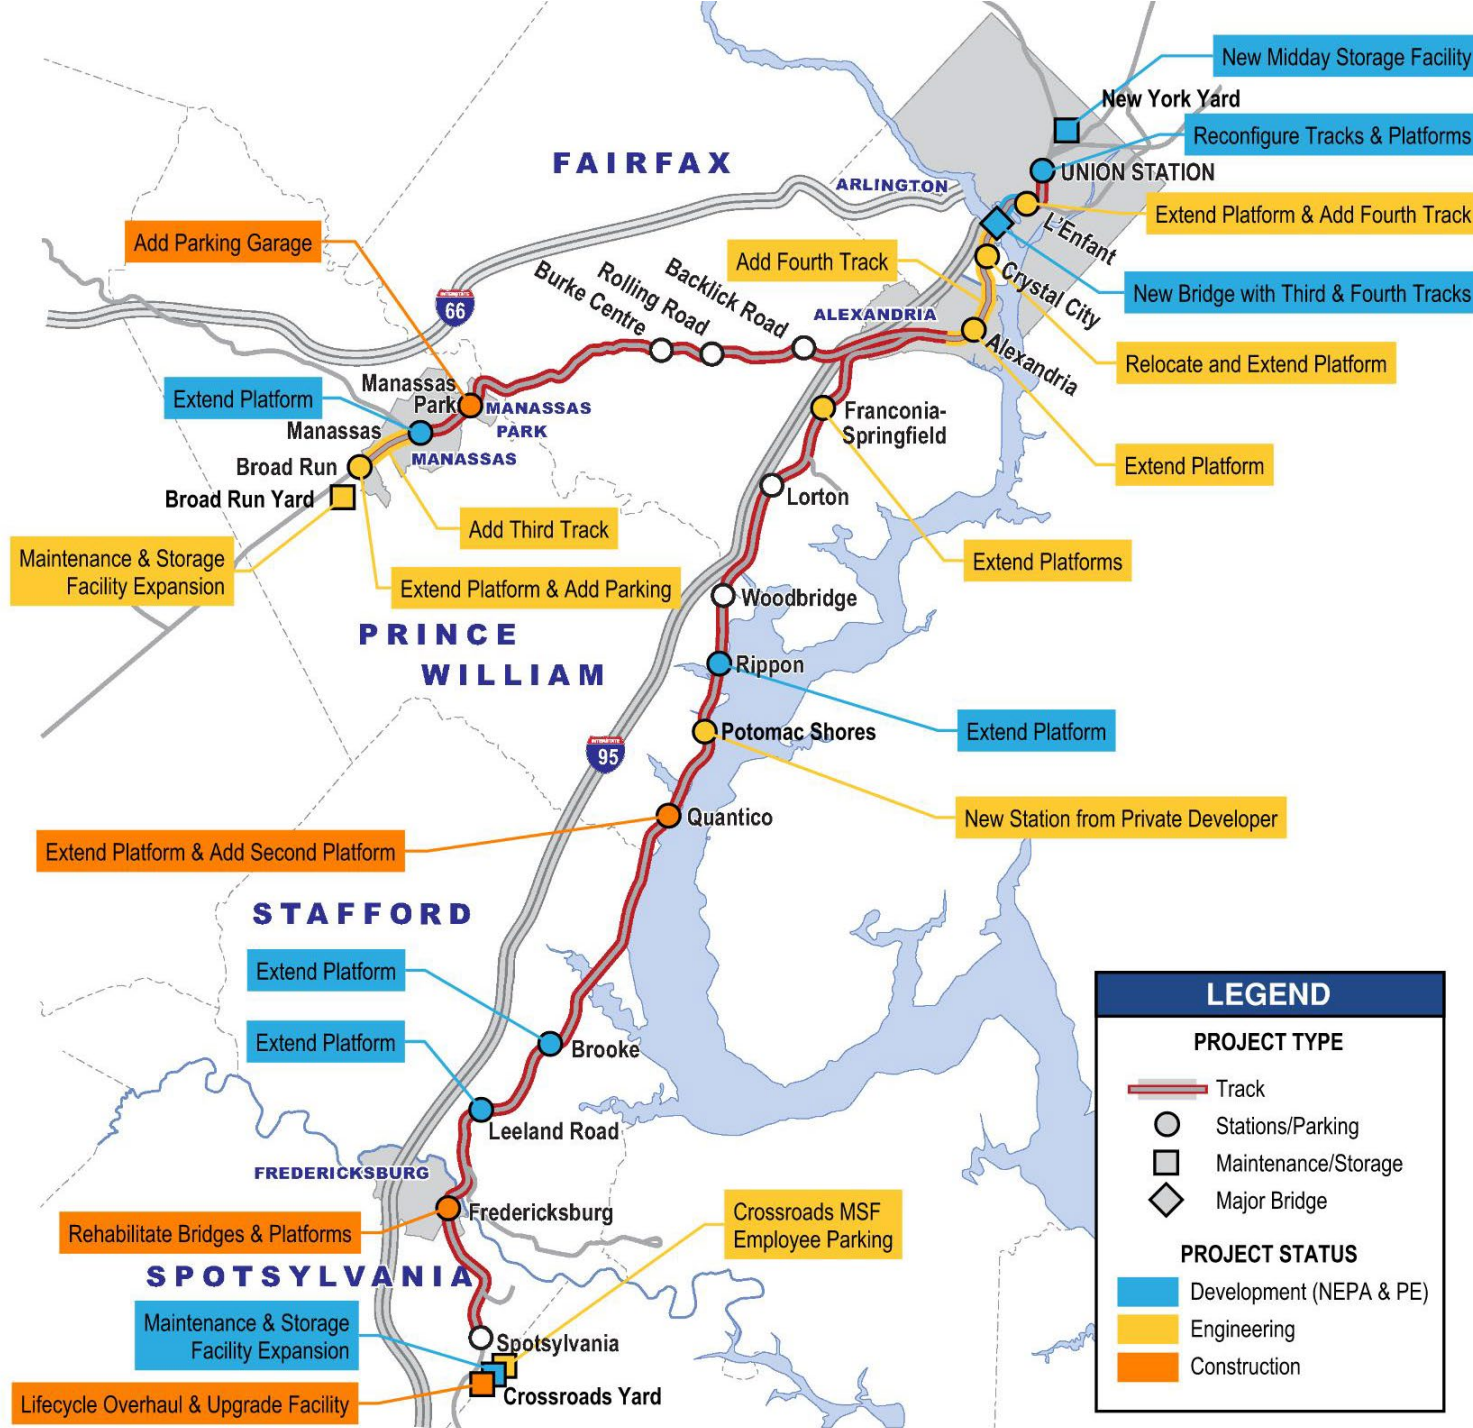 New Midday Storage Facility
New York Yard
Reconfigure Tracks & Platforms
FAIRFAX
UNION STATION
ARLINGTON
Extend Platform & Add Fourth Track
L'Enfant
Add Parking Garage
Add Fourth Track
Crystal City
New Bridge with Third & Fourth Tracks
Backlick Road
Rolling Road
Burke Centre
INTERSTATE
66
ALEXANDRIA
Alexandria
Relocate and Extend Platform
Manassas
Park
MANASSAS
PARK
Extend Platform
Manassas
MANASSAS
Franconia-
Springfield
Extend Platform
Broad Run
Broad Run Yard
Lorton
Add Third Track
Maintenance & Storage
Facility Expansion
Extend Platform & Add Parking
Extend Platforms
Woodbridge
PRINCE
WILLIAM
Rippon
Extend Platform
Potomac Shores
INTERSTATE
95
Quantico
New Station from Private Developer
Extend Platform & Add Second Platform
STAFFORD
Extend Platform
Extend Platform
Brooke
Leeland Road
FREDERICKSBURG
Fredericksburg
Rehabilitate Bridges & Platforms
Crossroads MSF
Employee Parking
SPOTSYLVANIA
Maintenance & Storage
Facility Expansion
Spotsylvania
Crossroads Yard
Lifecycle Overhaul & Upgrade Facility
LEGEND
PROJECT TYPE
Track
Stations/Parking
Maintenance/Storage
Major Bridge
PROJECT STATUS
Development (NEPA & PE)
Engineering
Construction